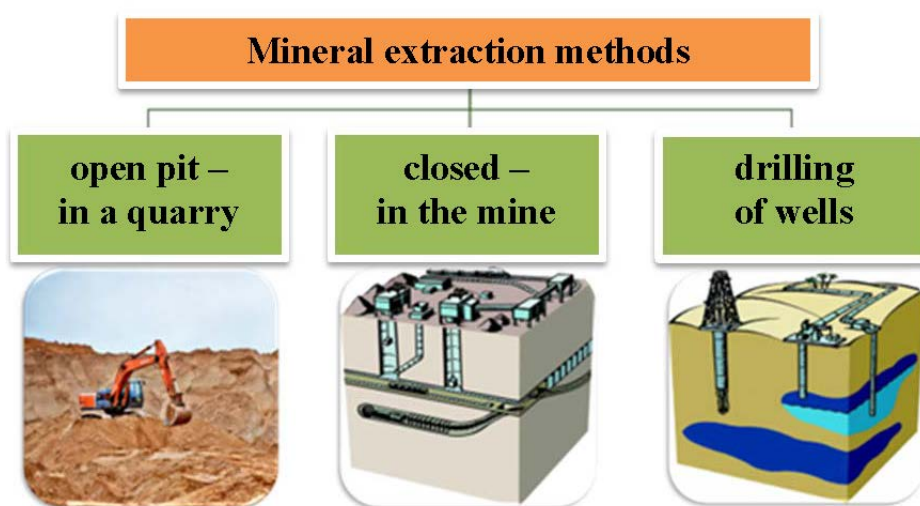 Mineral extraction methods
open pit –
in a quarry
closed –
in the mine
drilling
of wells